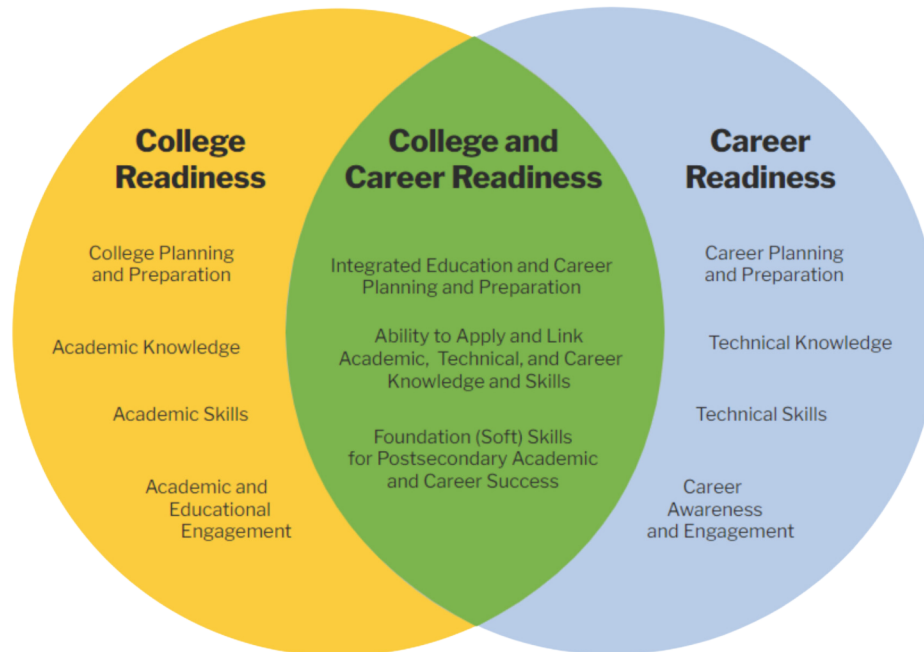 College
Readiness
College Planning
and Preparation
Academic Knowledge
Academic Skills
Academic and
Educational
Engagement
College and
Career Readiness
Integrated Education and Career
Planning and Preparation
Ability to Apply and Link
Academic, Technical, and Career
Knowledge and Skills
Foundation (Soft) Skills
for Postsecondary Academic
and Career Success
Career
Readiness
Career Planning
and Preparation
Technical Knowledge
Technical Skills
Career
Awareness
and Engagement